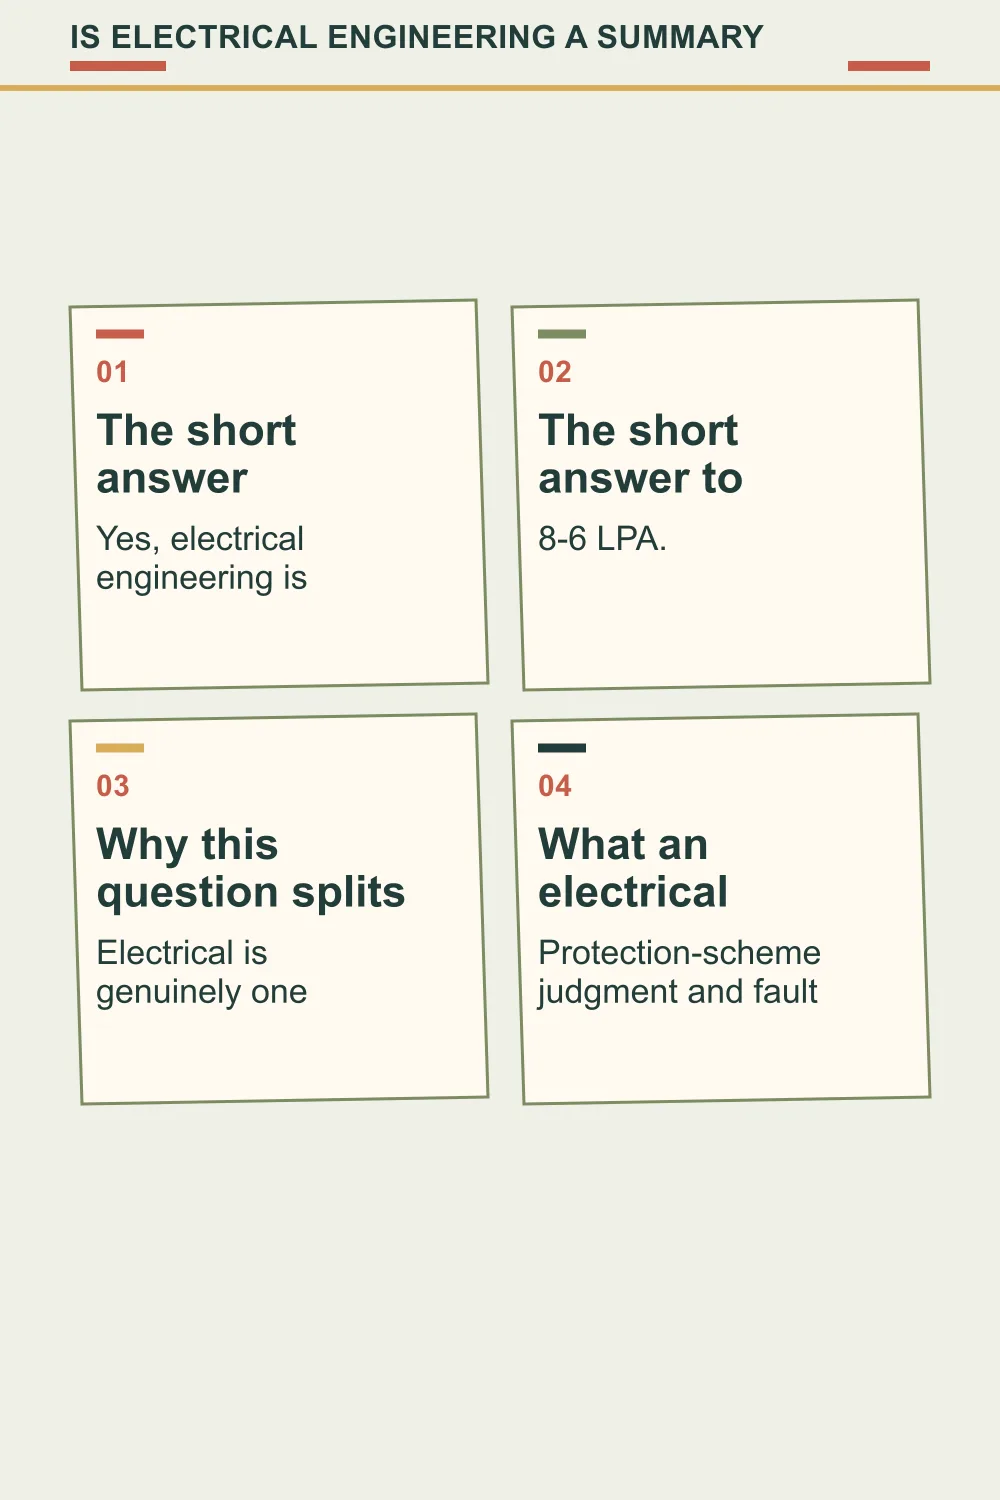 IS ELECTRICAL ENGINEERING A SUMMARY
01
The short
answer
Yes, electrical
engineering is
02
The short
answer to
8-6 LPA.
03
Why this
question splits
Electrical is
genuinely one
04
What an
electrical
Protection-scheme
judgment and fault